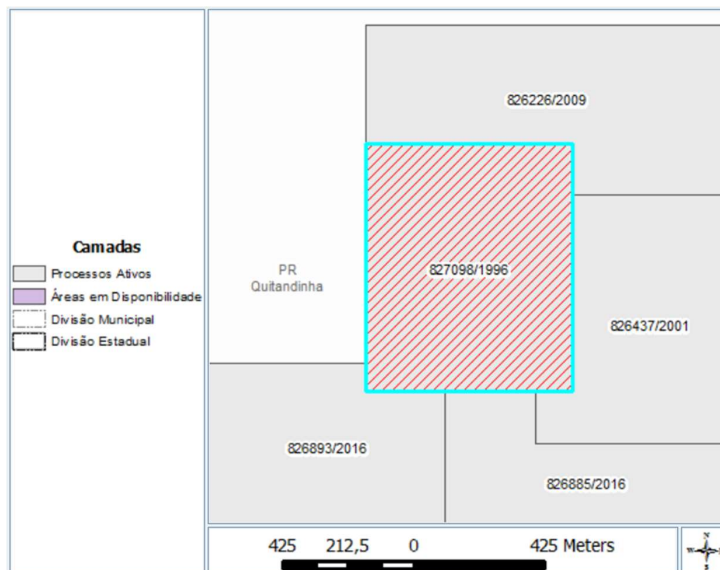 Camadas
Processos Ativos
Áreas em Disponibilidade
Divisão Municipal
Divisão Estadual
826226/2009
827098/1996
PR
Quitandinha
826437/2001
826893/2016
826885/2016
425 212,5 0 425 Meters
N
W
S